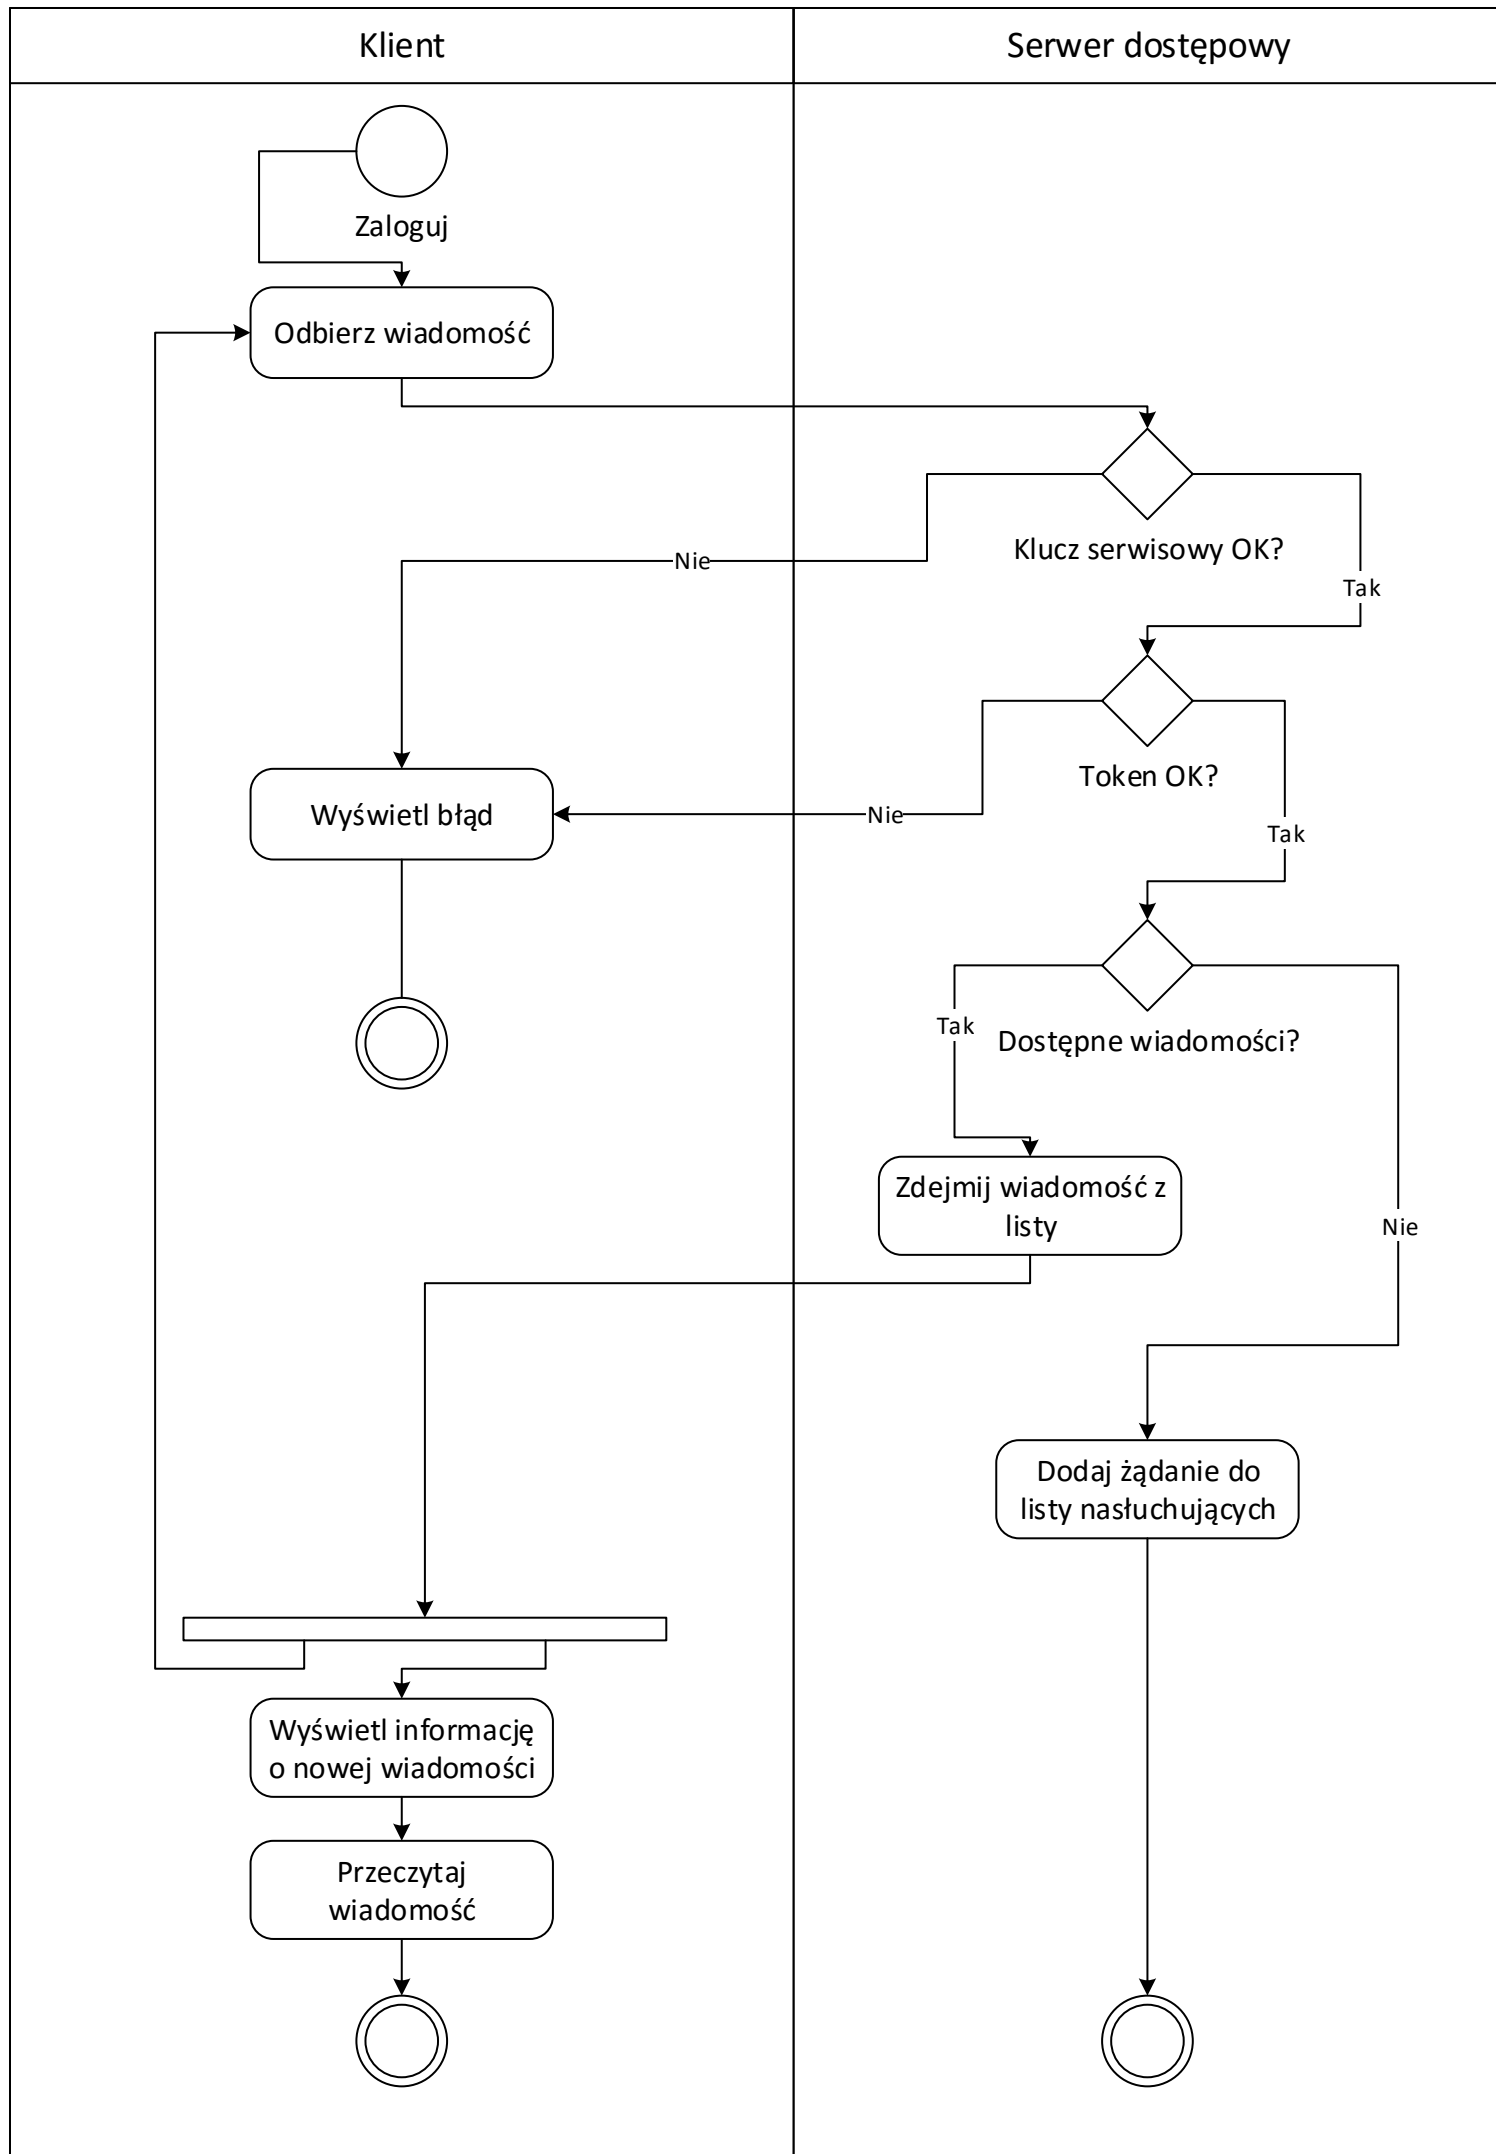 Klient
Serwer dostępowy
Zaloguj
Odbierz wiadomość
Klucz serwisowy OK?
Nie
Tak
Token OK?
Wyświetl błąd
Nie
Tak
Tak
Dostępne wiadomości?
Zdejmij wiadomość z
listy
Nie
Dodaj żądanie do
listy nasłuchujących
Wyświetl informację
o nowej wiadomości
Przeczytaj
wiadomość